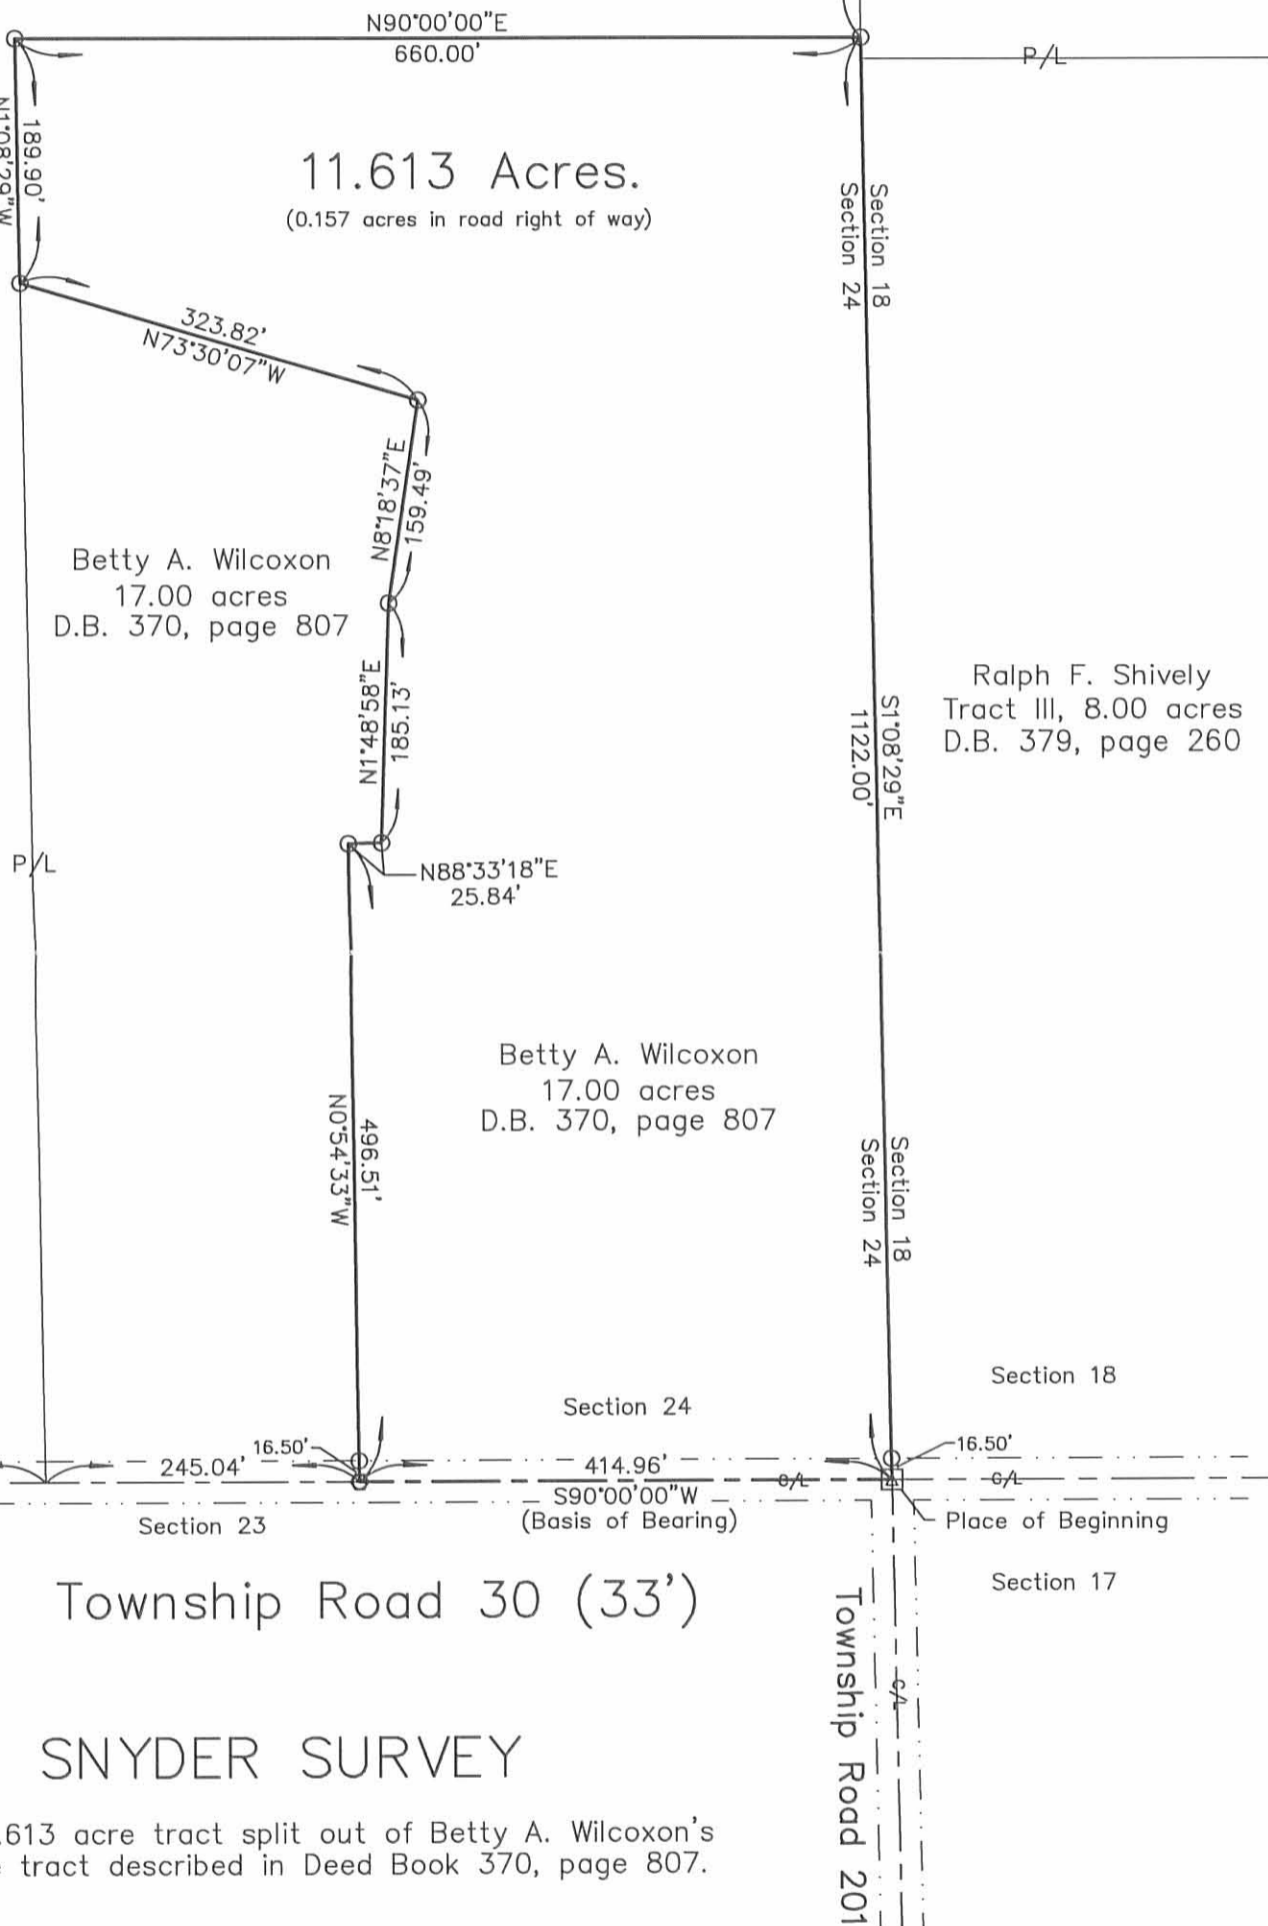 N90°00'00"E
660.00'
P/L
189.90'
N1°08'29"W
11.613 Acres.
(0.157 acres in road right of way)
Section 18
Section 24
323.82'
N73°30'07"W
N8°18'37"E
159.49'
Betty A. Wilcoxon
17.00 acres
D.B. 370, page 807
N1°48'58"E
185.13'
S1°08'29"E
1122.00'
Ralph F. Shively
Tract III, 8.00 acres
D.B. 379, page 260
P/L
N88°33'18"E
25.84'
Betty A. Wilcoxon
17.00 acres
D.B. 370, page 807
496.51'
N0°54'33"W
Section 18
Section 24
Section 18
Section 24
16.50'
245.04'
414.96'
16.50'
C/L
C/L
S90°00'00"W
(Basis of Bearing)
Section 23
Place of Beginning
Section 17
Township Road 30 (33')
C/L
Township Road 201
SNYDER SURVEY
.613 acre tract split out of Betty A. Wilcoxon's
tract described in Deed Book 370, page 807.